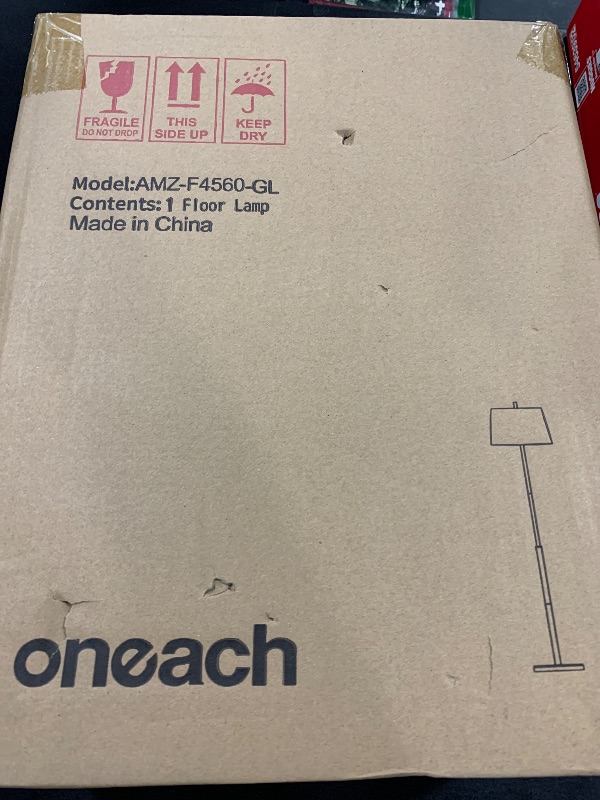 FRAGILE
DO NOT DROP
THIS
SIDE UP
KEEP
DRY
Model:AMZ-F4560-GL
Contents:1 Floor Lamp
Made in China
oneach